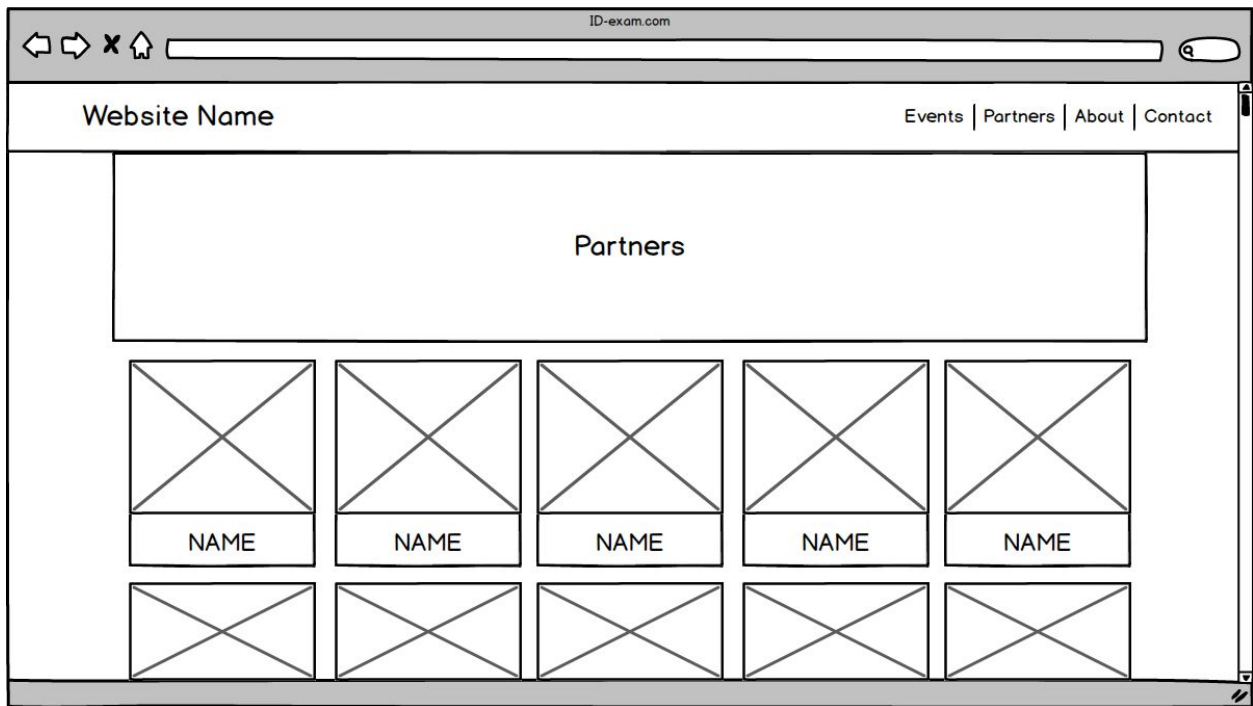 ID-exam.com
Website Name
Events | Partners | About | Contact
Partners
NAME NAME NAME NAME NAME